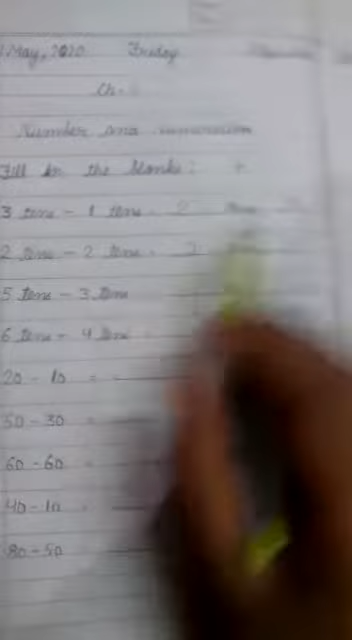 May, 2020 Friday
Ch-
Number and numeration
Fill in the blanks:
3 tens - 1 tens = 2 tens
2 tens - 2 tens =
5 tens - 3 tens
6 tens - 4 tens
20 - 10 =
50 - 30 =
60 - 60 =
40 - 10 =
80 - 50